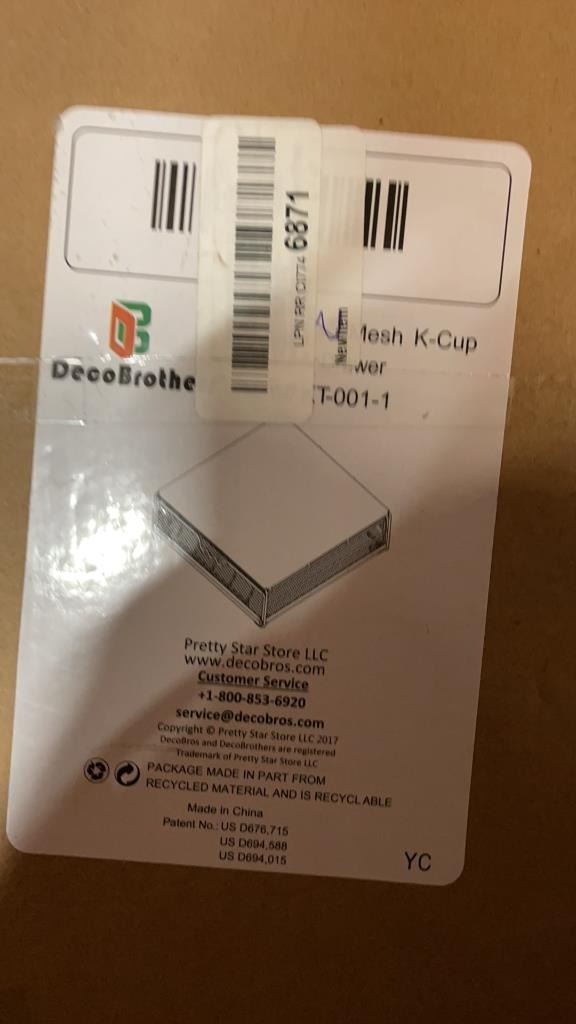 6871
Mesh K-Cup
DecoBrothe
wer
T-001-1
Pretty Star Store LLC
www.decobros.com
Customer Service
+1-800-853-6920
service@decobros.com
Copyright © Pretty Star Store LLC 2017
DecoBros and DecoBrothers are registered
Trademark of Pretty Star Store LLC
PACKAGE MADE IN PART FROM
RECYCLED MATERIAL AND IS RECYCLABLE
Made in China
Patent No.: US D676,715
US D694,588
US D694,015
YC